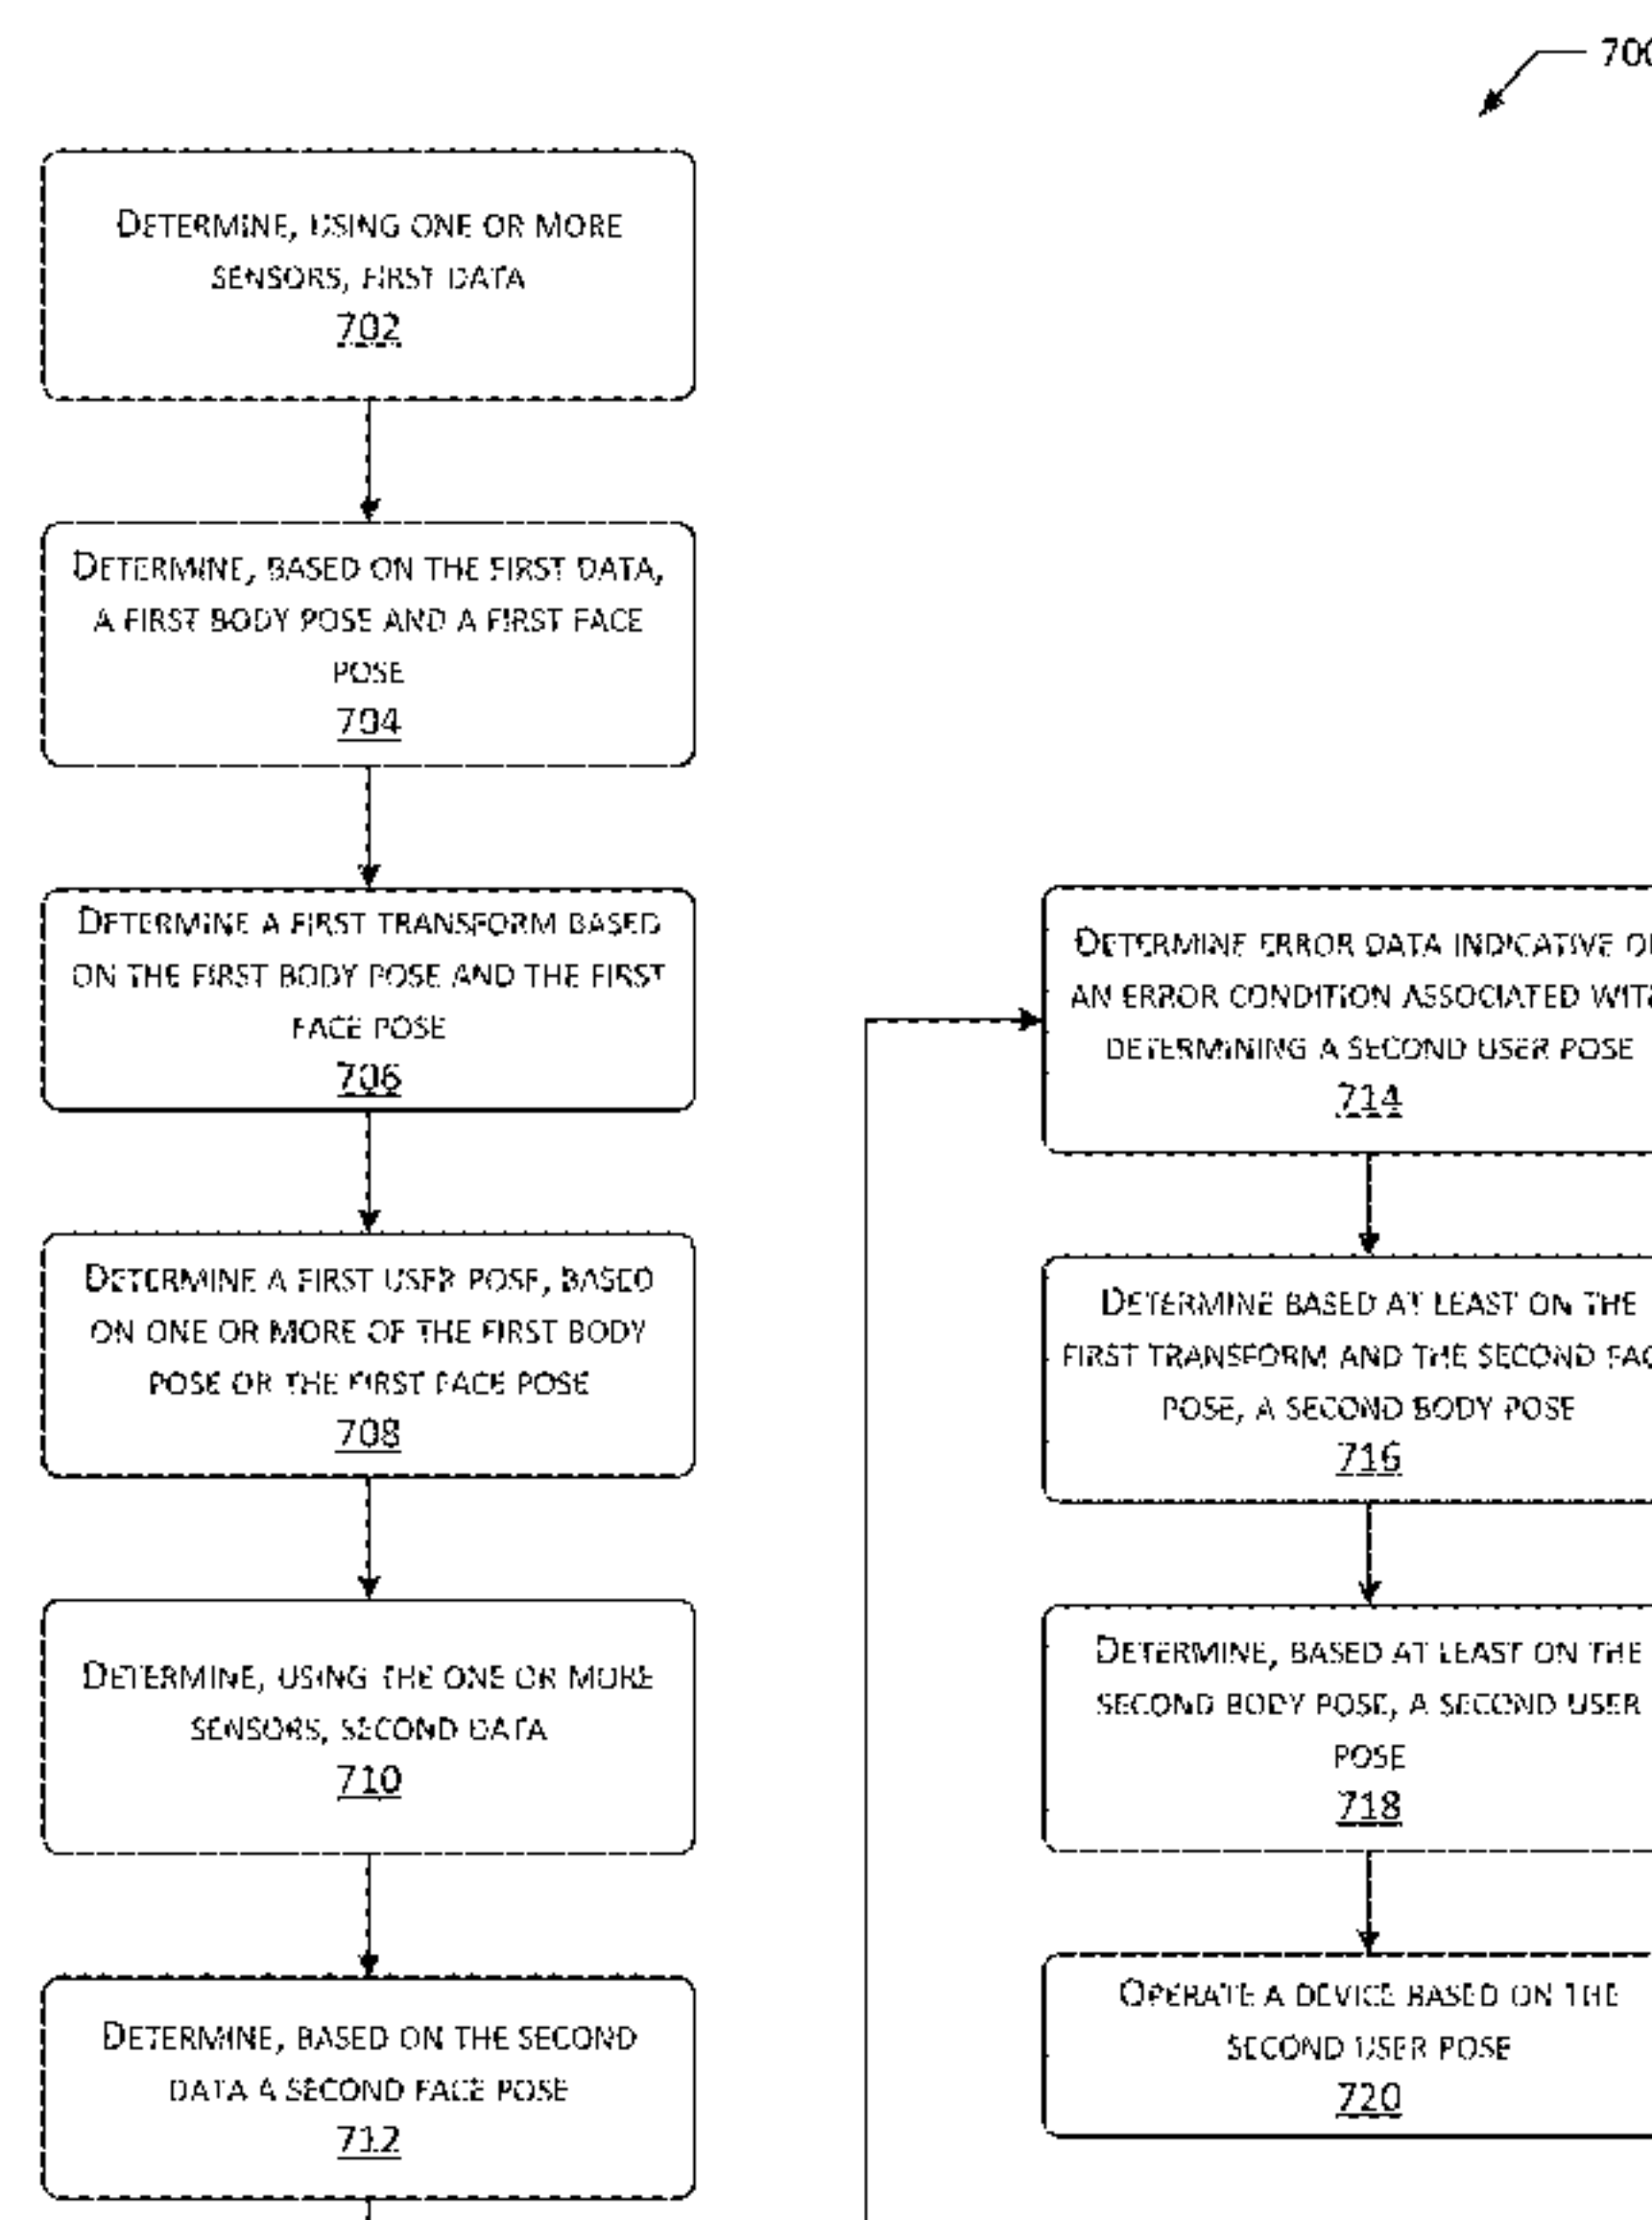 700
DETERMINE, USING ONE OR MORE
SENSORS, FIRST DATA
702
DETERMINE, BASED ON THE FIRST DATA,
A FIRST BODY POSE AND A FIRST FACE
POSE
704
DETERMINE A FIRST TRANSFORM BASED
ON THE FIRST BODY POSE AND THE FIRST
FACE POSE
706
DETERMINE A FIRST USER POSE, BASED
ON ONE OR MORE OF THE FIRST BODY
POSE OR THE FIRST FACE POSE
708
DETERMINE, USING THE ONE OR MORE
SENSORS, SECOND DATA
710
DETERMINE, BASED ON THE SECOND
DATA A SECOND FACE POSE
712
DETERMINE ERROR DATA INDICATIVE
AN ERROR CONDITION ASSOCIATED
DETERMINING A SECOND USER POSE
714
DETERMINE BASED AT LEAST ON THE
FIRST TRANSFORM AND THE SECOND
POSE, A SECOND BODY POSE
716
DETERMINE, BASED AT LEAST ON THE
SECOND BODY POSE, A SECOND USER
POSE
718
OPERATE A DEVICE BASED ON THE
SECOND USER POSE
720